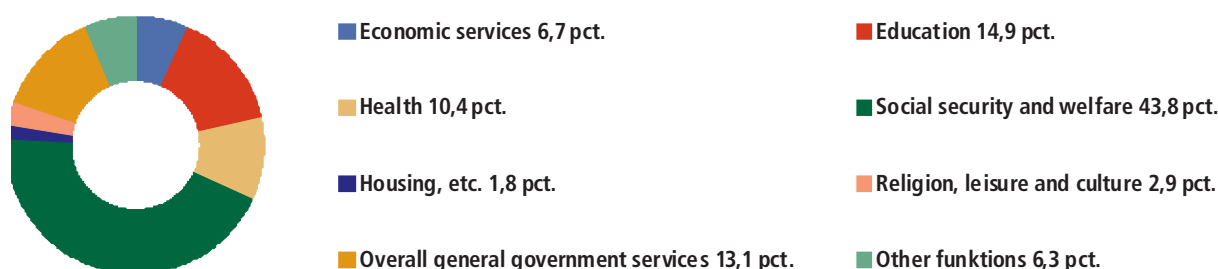 Economic services 6,7 pct.
Education 14,9 pct.
Health 10,4 pct.
Social security and welfare 43,8 pct.
Housing, etc. 1,8 pct.
Religion, leisure and culture 2,9 pct.
Overall general government services 13,1 pct.
Other funktions 6,3 pct.